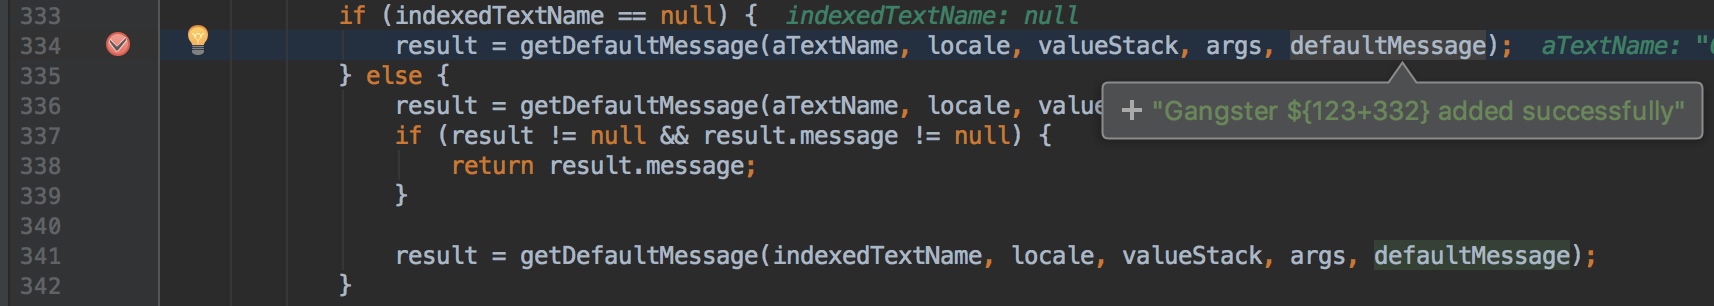 333 if (indexedTextName == null) { indexedTextName: null
334 result = getDefaultMessage(aTextName, locale, valueStack, args, defaultMessage); aTextName: "
335 } else {
336 result = getDefaultMessage(aTextName, locale, value
+ "Gangster ${123+332} added successfully"
337 if (result != null && result.message != null) {
338 return result.message;
339 }
340
341 result = getDefaultMessage(indexedTextName, locale, valueStack, args, defaultMessage);
342 }